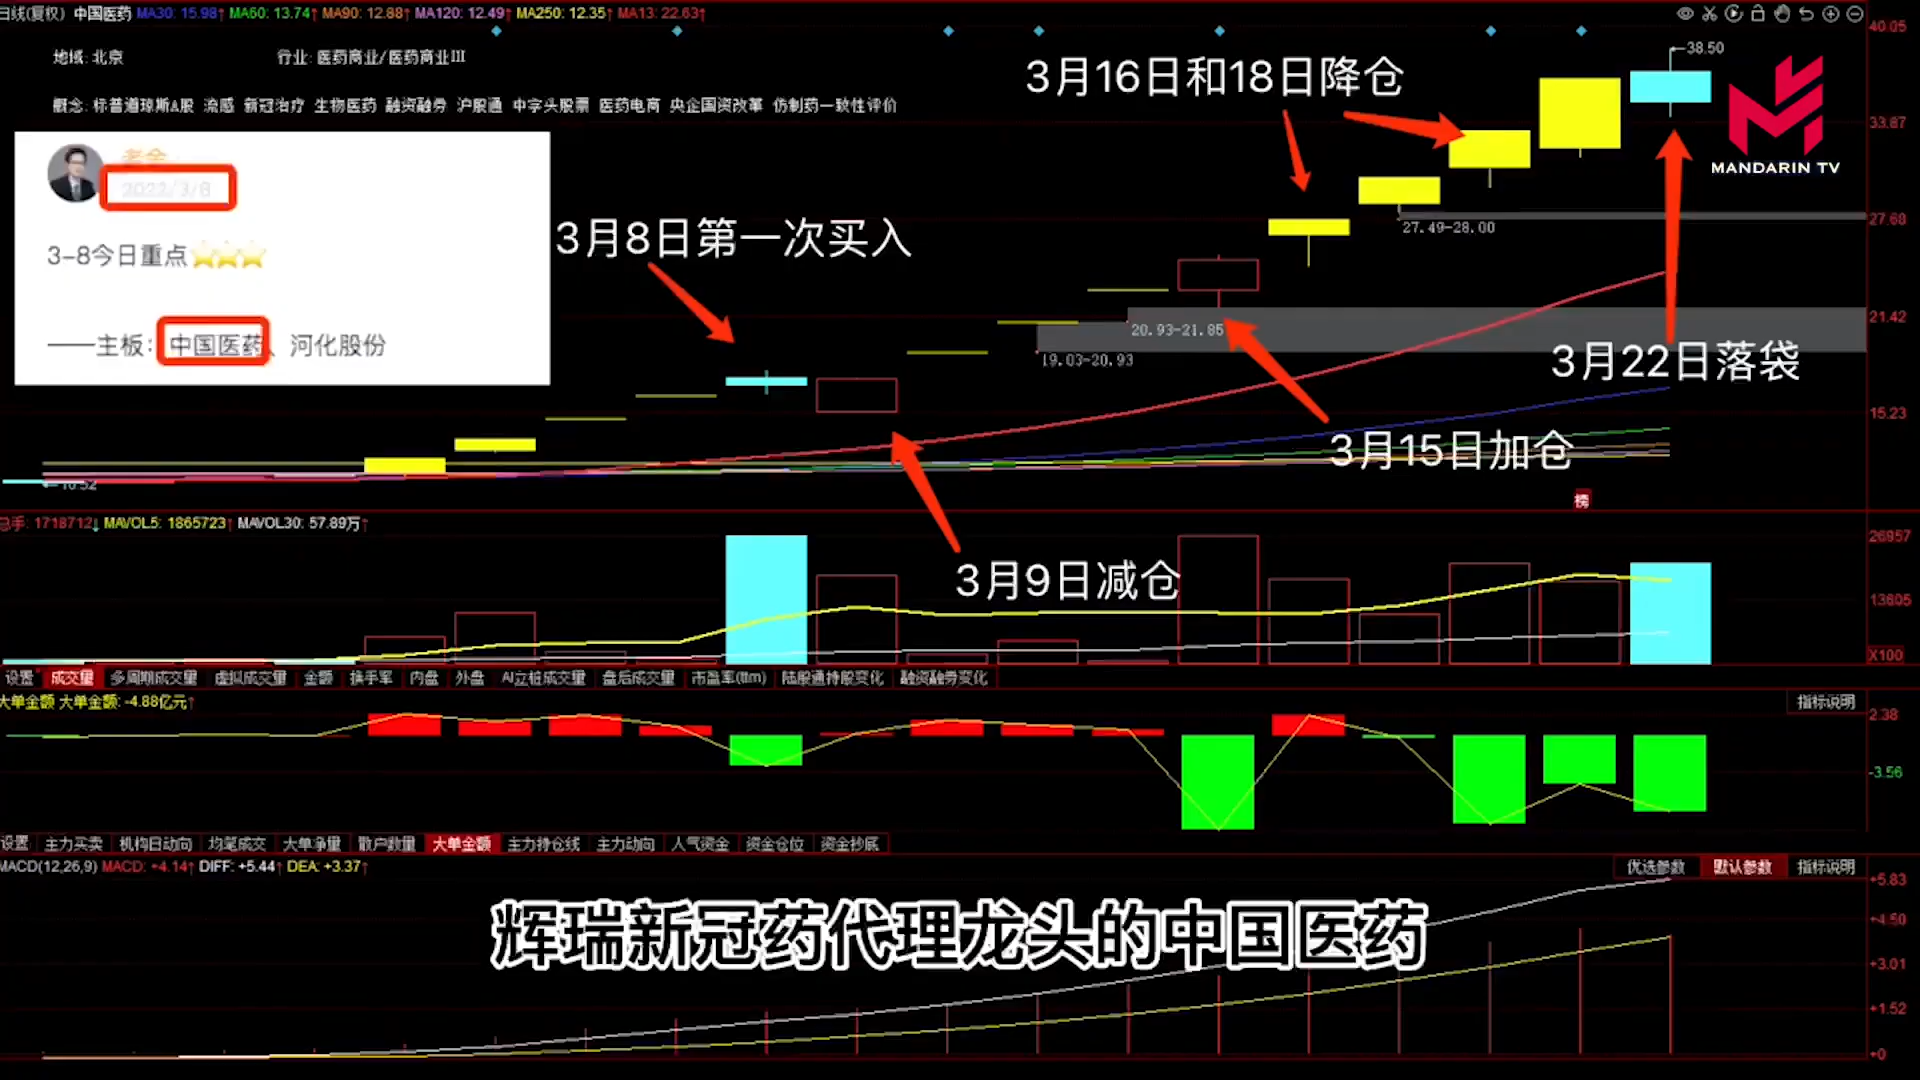 日线(复权) 中国医药 MA30: 15.98↑ MA60: 13.74↑ MA90: 12.88↑ MA120: 12.49↑ MA250: 12.35↑ MA13: 22.63↑
40.05
地域: 北京 行业: 医药商业/医药商业III
38.50
3月16日和18日降仓
概念: 标普道琼斯A股 流感 新冠治疗 生物医药 融资融券 沪股通 中字头股票 医药电商 央企国资改革 仿制药一致性评价
33.87
MANDARIN TV
老金
2022/3/8
27.68
27.49-28.00
3月8日第一次买入
3-8今日重点⭐⭐⭐
21.42
20.93-21.85
19.03-20.93
——主板: 中国医药、河化股份
3月22日落袋
15.23
3月15日加仓
10.52
榜
总手: 1718712↓ MAVOL5: 1865723↑ MAVOL30: 57.89万↑
26957
3月9日减仓
13605
X100
设置 成交量 多周期成交量 虚拟成交量 金额 换手率 内盘 外盘 AI立桩成交量 盘后成交量 市盈率(ttm) 陆股通持股变化 融资融券变化
大单金额 大单金额: -4.88亿元↑
指标说明
2.38
-3.56
设置 主力买卖 机构日动向 均笔成交 大单净量 散户数量 大单金额 主力持仓线 主力动向 人气资金 资金仓位 资金抄底
MACD(12,26,9) MACD: +4.14↑ DIFF: +5.44↑ DEA: +3.37↑
优选参数 默认参数 指标说明
+5.83
+4.50
辉瑞新冠药代理龙头的中国医药
+3.01
+1.52
+0